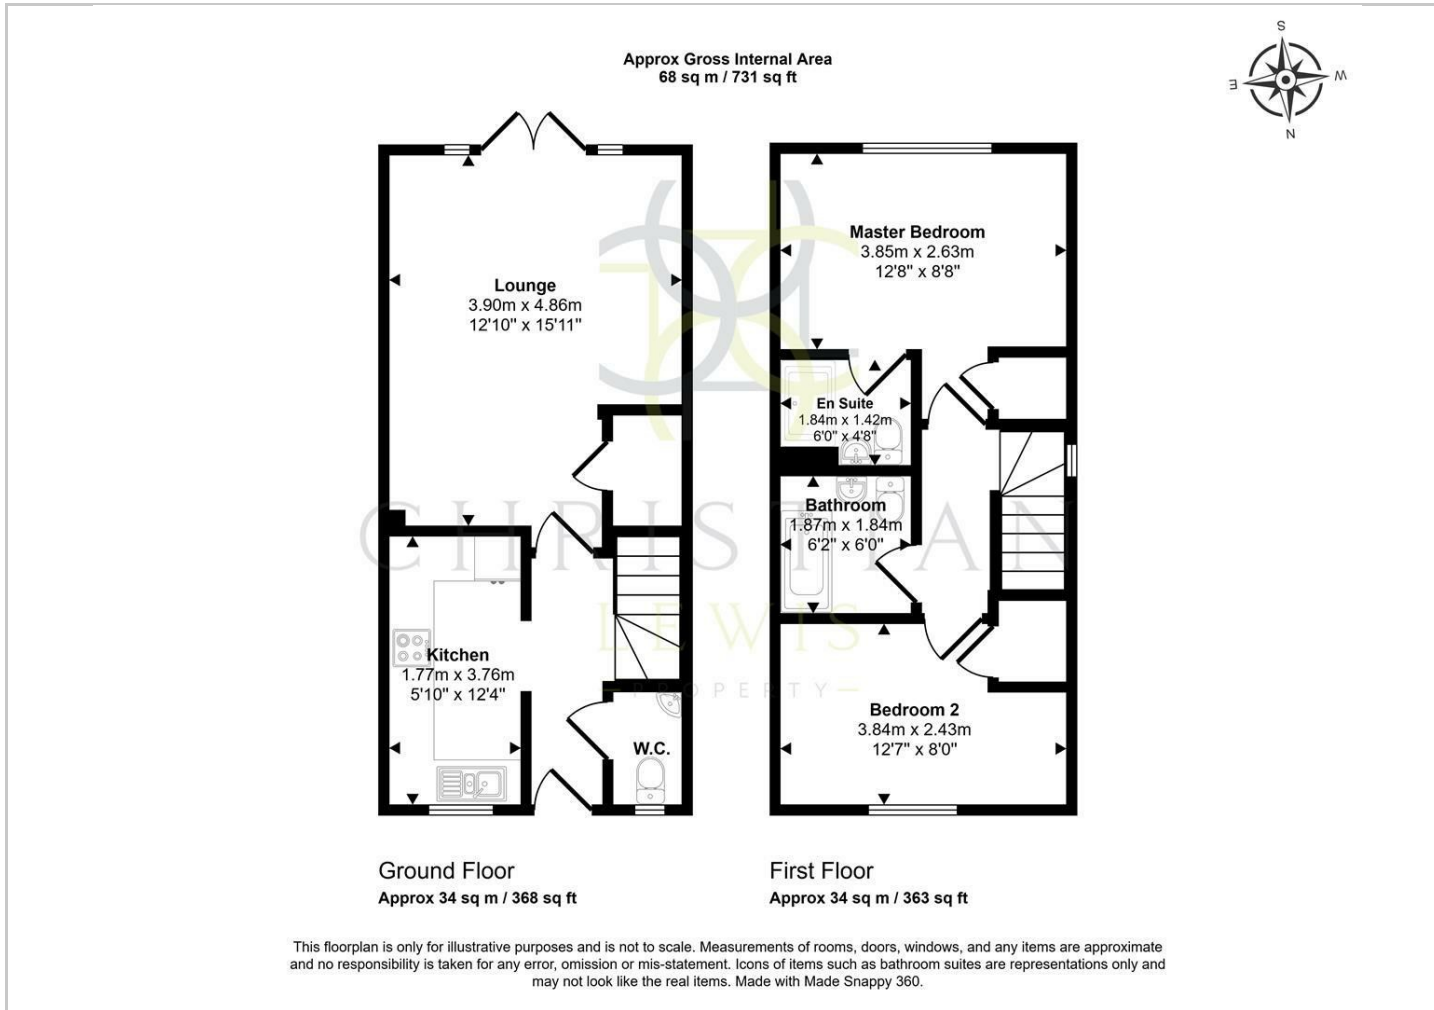 Approx Gross Internal Area
68 sq m / 731 sq ft
S
E
W
N
Lounge
3.90m x 4.86m
12'10" x 15'11"
Kitchen
1.77m x 3.76m
5'10" x 12'4"
W.C.
Master Bedroom
3.85m x 2.63m
12'8" x 8'8"
En Suite
1.84m x 1.42m
6'0" x 4'8"
Bathroom
1.87m x 1.84m
6'2" x 6'0"
Bedroom 2
3.84m x 2.43m
12'7" x 8'0"
CHRISTIAN
LEWIS
PROPERTY
Ground Floor
Approx 34 sq m / 368 sq ft
First Floor
Approx 34 sq m / 363 sq ft
This floorplan is only for illustrative purposes and is not to scale. Measurements of rooms, doors, windows, and any items are approximate
and no responsibility is taken for any error, omission or mis-statement. Icons of items such as bathroom suites are representations only and
may not look like the real items. Made with Made Snappy 360.